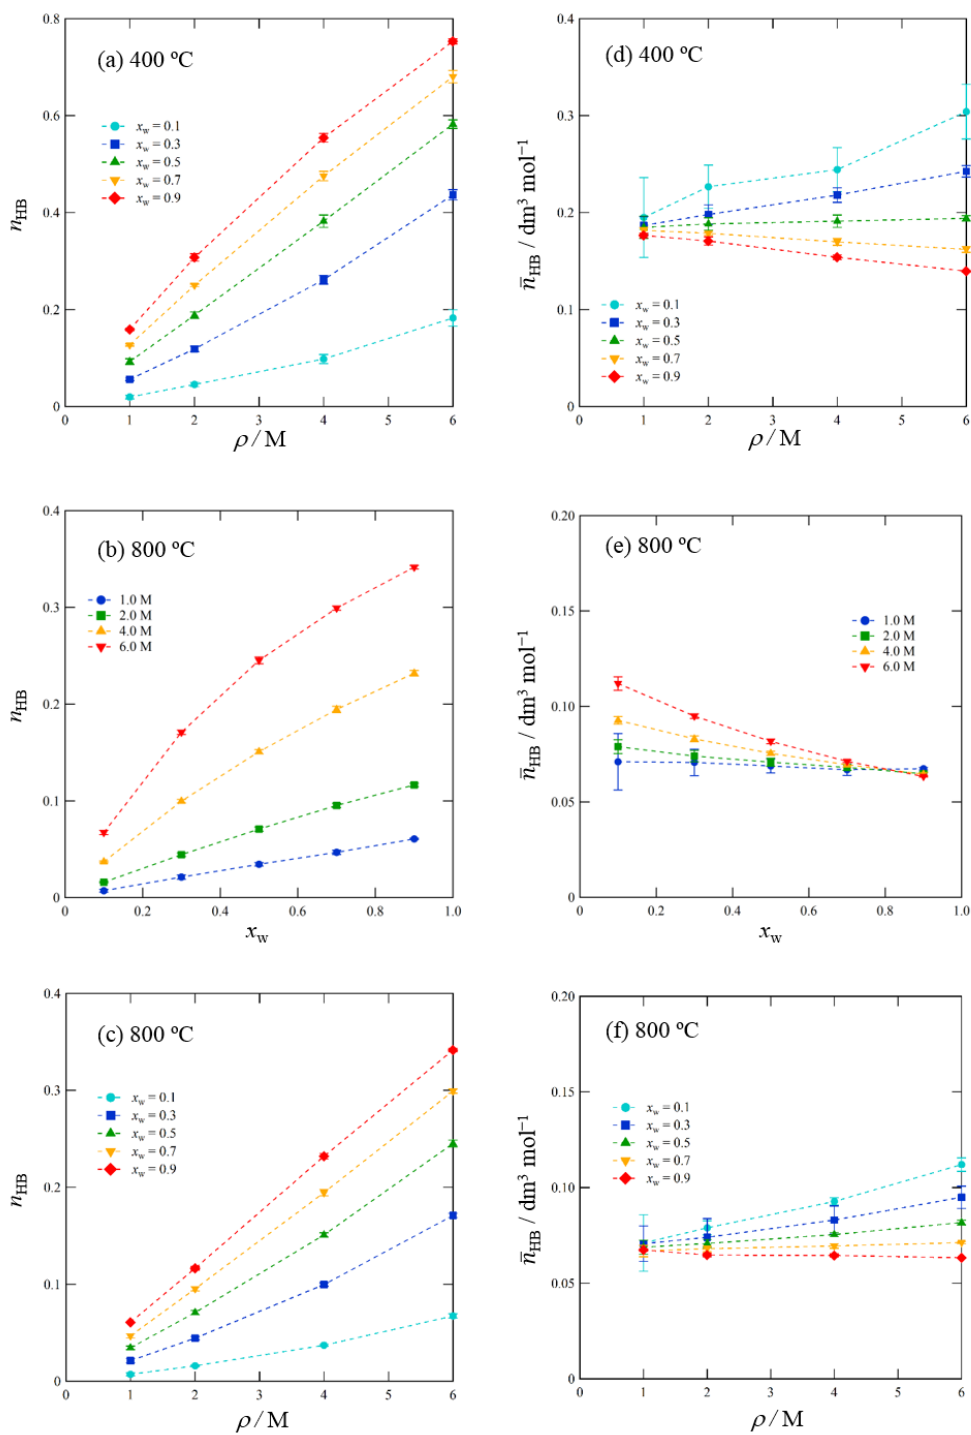 (a) 400 ºC
0.8
0.6
0.4
0.2
0
n_HB
x_w = 0.1
x_w = 0.3
x_w = 0.5
x_w = 0.7
x_w = 0.9
0 1 2 3 4 5 6
ρ / M
(d) 400 ºC
0.4
0.3
0.2
0.1
0
n̄_HB / dm³ mol⁻¹
x_w = 0.1
x_w = 0.3
x_w = 0.5
x_w = 0.7
x_w = 0.9
0 1 2 3 4 5 6
ρ / M
(b) 800 ºC
0.4
0.3
0.2
0.1
0
n_HB
1.0 M
2.0 M
4.0 M
6.0 M
0 0.2 0.4 0.6 0.8 1.0
x_w
(e) 800 ºC
0.20
0.15
0.10
0.05
0
n̄_HB / dm³ mol⁻¹
1.0 M
2.0 M
4.0 M
6.0 M
0 0.2 0.4 0.6 0.8 1.0
x_w
(c) 800 ºC
0.4
0.3
0.2
0.1
0
n_HB
x_w = 0.1
x_w = 0.3
x_w = 0.5
x_w = 0.7
x_w = 0.9
0 1 2 3 4 5 6
ρ / M
(f) 800 ºC
0.20
0.15
0.10
0.05
0
n̄_HB / dm³ mol⁻¹
x_w = 0.1
x_w = 0.3
x_w = 0.5
x_w = 0.7
x_w = 0.9
0 1 2 3 4 5 6
ρ / M